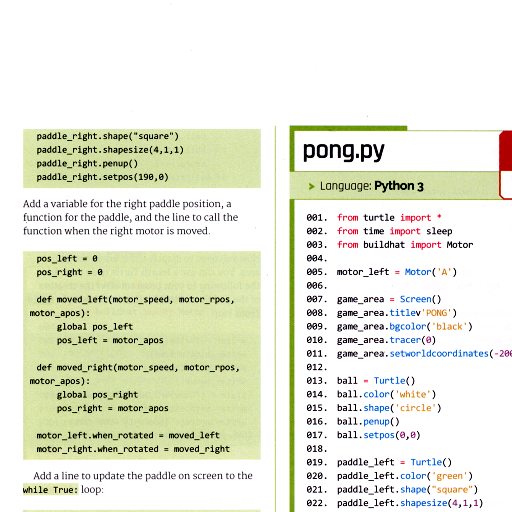 paddle_right.shape("square")
paddle_right.shapesize(4,1,1)
paddle_right.penup()
paddle_right.setpos(190,0)
Add a variable for the right paddle position, a
function for the paddle, and the line to call the
function when the right motor is moved.
pos_left = 0
pos_right = 0
def moved_left(motor_speed, motor_rpos,
motor_apos):
global pos_left
pos_left = motor_apos
def moved_right(motor_speed, motor_rpos,
motor_apos):
global pos_right
pos_right = motor_apos
motor_left.when_rotated = moved_left
motor_right.when_rotated = moved_right
Add a line to update the paddle on screen to the
while True: loop:
pong.py
> Language: Python 3
001. from turtle import *
002. from time import sleep
003. from buildhat import Motor
004.
005. motor_left = Motor('A')
006.
007. game_area = Screen()
008. game_area.titlev'PONG')
009. game_area.bgcolor('black')
010. game_area.tracer(0)
011. game_area.setworldcoordinates(-200
012.
013. ball = Turtle()
014. ball.color('white')
015. ball.shape('circle')
016. ball.penup()
017. ball.setpos(0,0)
018.
019. paddle_left = Turtle()
020. paddle_left.color('green')
021. paddle_left.shape("square")
022. paddle_left.shapesize(4,1,1)